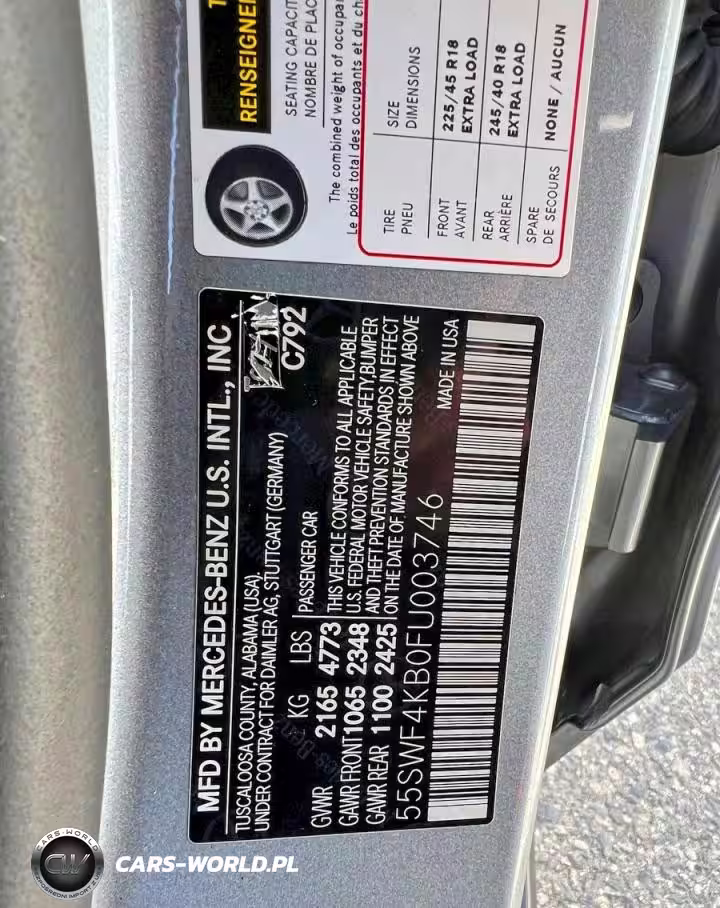 RENSEIGNE
SEATING CAPACIT
NOMBRE DE PLAC
The combined weight of occupa
Le poids total des occupants et du ch
TIRE SIZE
PNEU DIMENSIONS
FRONT 225/45 R18
AVANT EXTRA LOAD
REAR 245/40 R18
ARRIÈRE EXTRA LOAD
SPARE NONE / AUCUN
DE SECOURS
MFD BY MERCEDES-BENZ U.S. INTL., INC
TUSCALOOSA COUNTY, ALABAMA (USA),
UNDER CONTRACT FOR DAIMLER AG, STUTTGART (GERMANY)
C792
KG LBS PASSENGER CAR
GVWR 2165 4773
GAWR FRONT 1065 2348
GAWR REAR 1100 2425
THIS VEHICLE CONFORMS TO ALL APPLICABLE
U.S. FEDERAL MOTOR VEHICLE SAFETY,BUMPER
AND THEFT PREVENTION STANDARDS IN EFFECT
ON THE DATE OF MANUFACTURE SHOWN ABOVE
55SWF4KB0FU003746 MADE IN USA
CARS-WORLD
CW
CARS-WORLD.PL